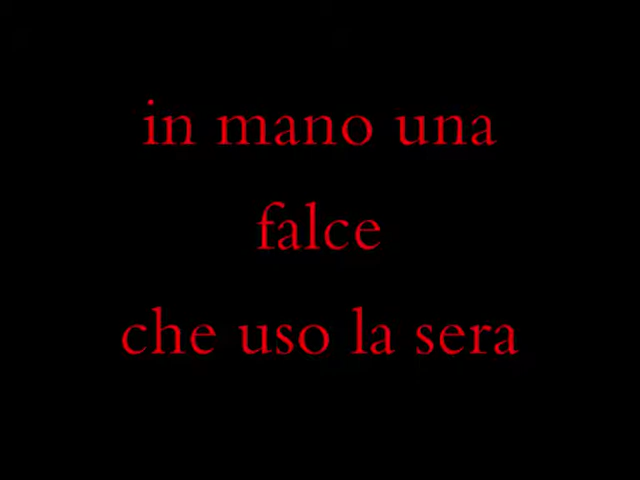 in mano una
falce
che uso la sera